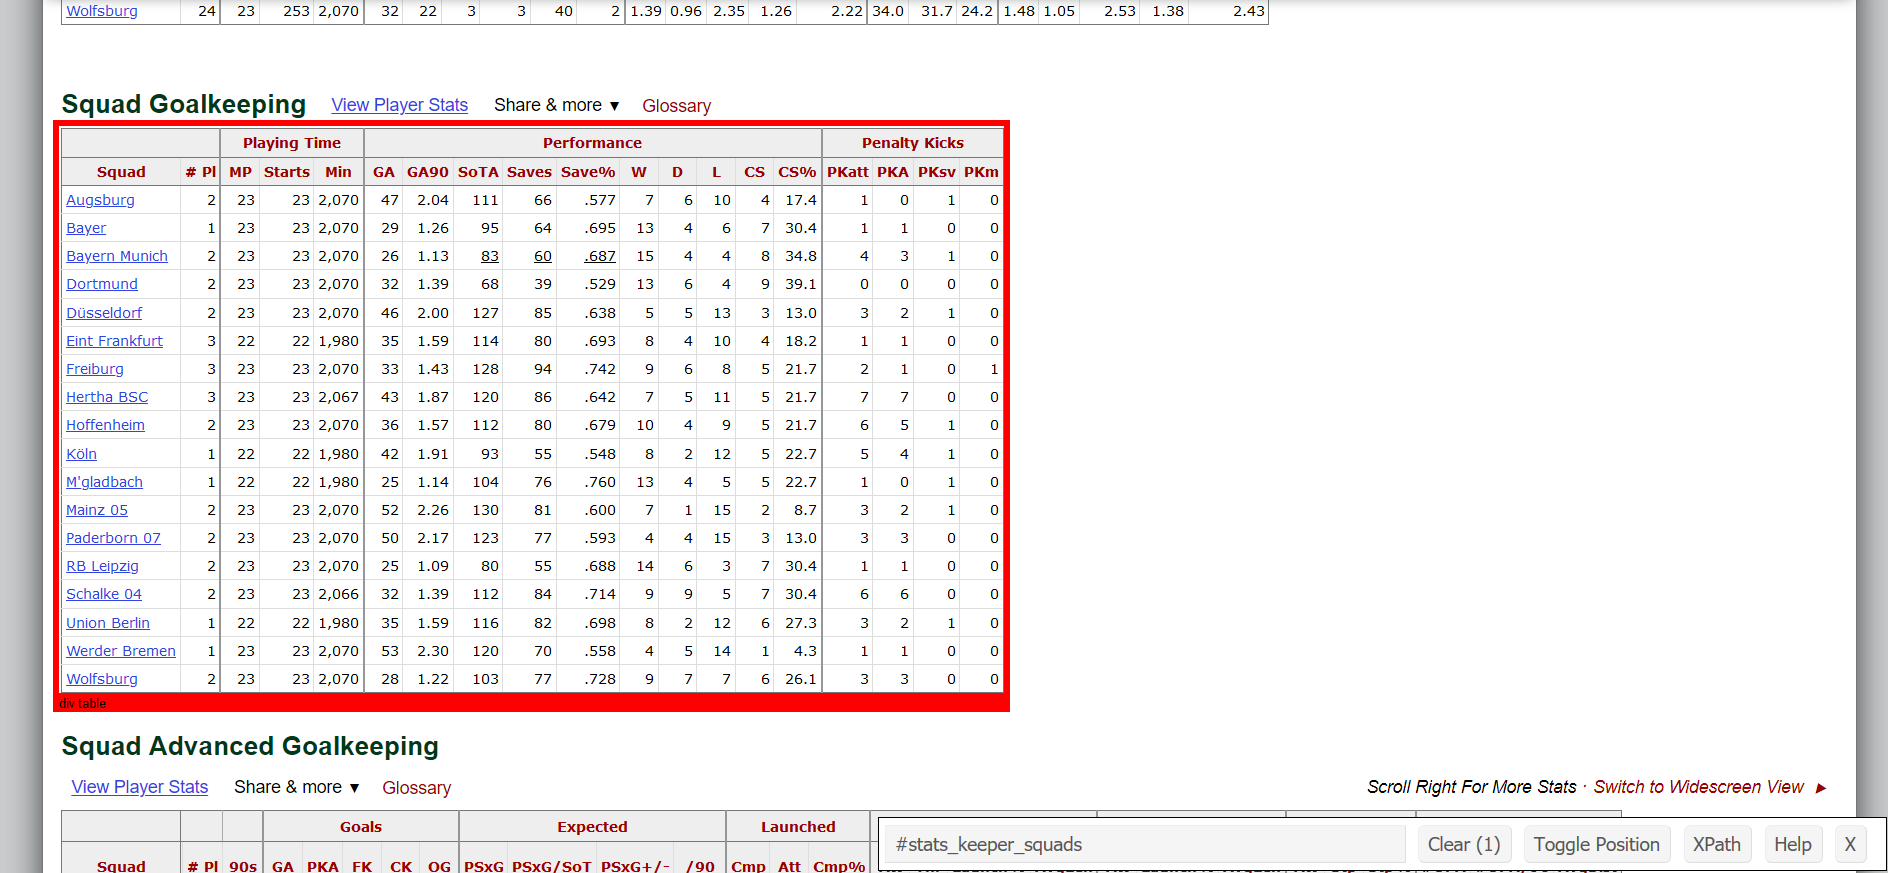 Wolfsburg 24 23 253 2,070 32 22 3 3 40 2 1.39 0.96 2.35 1.26 2.22 34.0 31.7 24.2 1.48 1.05 2.53 1.38 2.43
Squad Goalkeeping View Player Stats Share & more ▼ Glossary
Playing Time Performance Penalty Kicks
Squad # Pl MP Starts Min GA GA90 SoTA Saves Save% W D L CS CS% PKatt PKA PKsv PKm
Augsburg 2 23 23 2,070 47 2.04 111 66 .577 7 6 10 4 17.4 1 0 1 0
Bayer 1 23 23 2,070 29 1.26 95 64 .695 13 4 6 7 30.4 1 1 0 0
Bayern Munich 2 23 23 2,070 26 1.13 83 60 .687 15 4 4 8 34.8 4 3 1 0
Dortmund 2 23 23 2,070 32 1.39 68 39 .529 13 6 4 9 39.1 0 0 0 0
Düsseldorf 2 23 23 2,070 46 2.00 127 85 .638 5 5 13 3 13.0 3 2 1 0
Eint Frankfurt 3 22 22 1,980 35 1.59 114 80 .693 8 4 10 4 18.2 1 1 0 0
Freiburg 3 23 23 2,070 33 1.43 128 94 .742 9 6 8 5 21.7 2 1 0 1
Hertha BSC 3 23 23 2,067 43 1.87 120 86 .642 7 5 11 5 21.7 7 7 0 0
Hoffenheim 2 23 23 2,070 36 1.57 112 80 .679 10 4 9 5 21.7 6 5 1 0
Köln 1 22 22 1,980 42 1.91 93 55 .548 8 2 12 5 22.7 5 4 1 0
M'gladbach 1 22 22 1,980 25 1.14 104 76 .760 13 4 5 5 22.7 1 0 1 0
Mainz 05 2 23 23 2,070 52 2.26 130 81 .600 7 1 15 2 8.7 3 2 1 0
Paderborn 07 2 23 23 2,070 50 2.17 123 77 .593 4 4 15 3 13.0 3 3 0 0
RB Leipzig 2 23 23 2,070 25 1.09 80 55 .688 14 6 3 7 30.4 1 1 0 0
Schalke 04 2 23 23 2,066 32 1.39 112 84 .714 9 9 5 7 30.4 6 6 0 0
Union Berlin 1 22 22 1,980 35 1.59 116 82 .698 8 2 12 6 27.3 3 2 1 0
Werder Bremen 1 23 23 2,070 53 2.30 120 70 .558 4 5 14 1 4.3 1 1 0 0
Wolfsburg 2 23 23 2,070 28 1.22 103 77 .728 9 7 7 6 26.1 3 3 0 0
div table
Squad Advanced Goalkeeping
View Player Stats Share & more ▼ Glossary Scroll Right For More Stats · Switch to Widescreen View ►
Goals Expected Launched
#stats_keeper_squads Clear (1) Toggle Position XPath Help X
Squad # Pl 90s GA PKA FK CK OG PSxG PSxG/SoT PSxG+/- /90 Cmp Att Cmp%